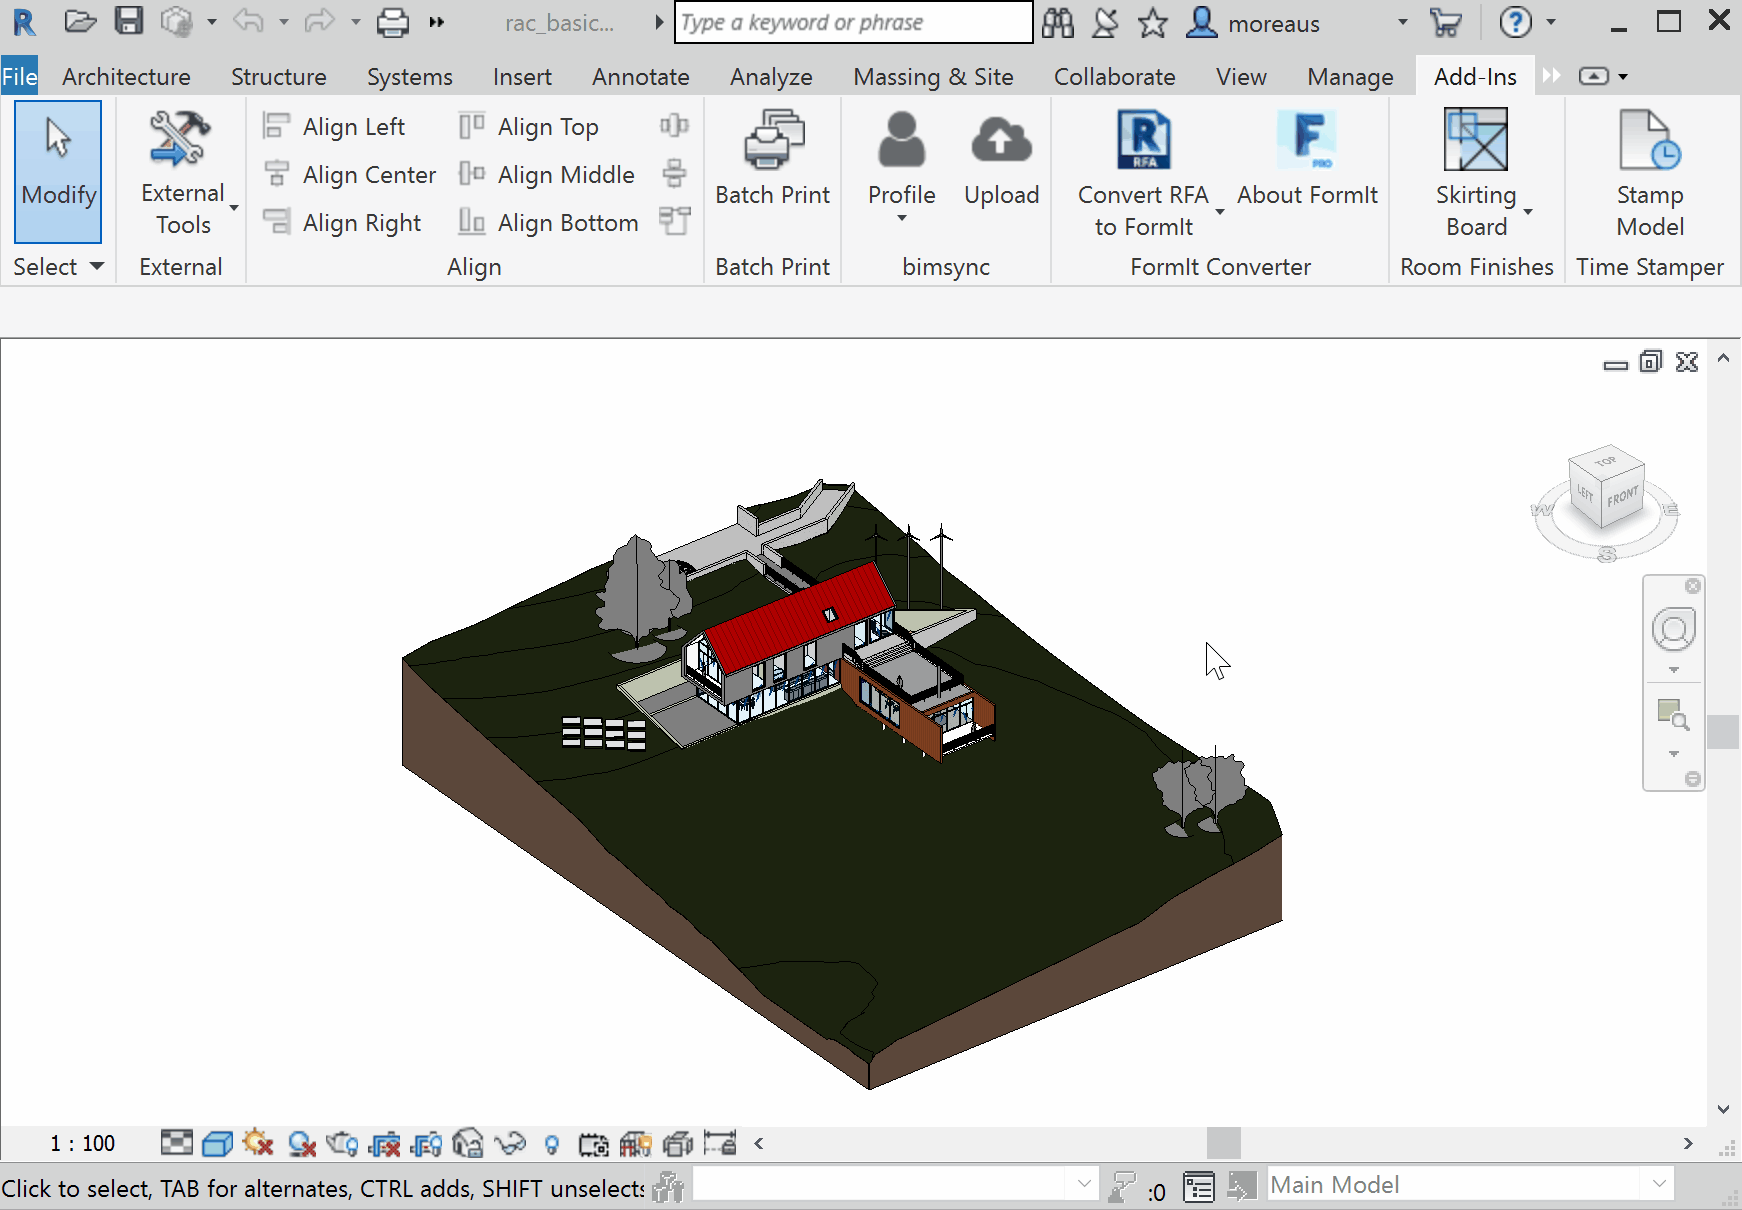 rac_basic...
Type a keyword or phrase
moreaus
File Architecture Structure Systems Insert Annotate Analyze Massing & Site Collaborate View Manage Add-Ins
Modify
External
Tools
Align Left
Align Top
Align Center
Align Middle
Align Right
Align Bottom
Batch Print
Profile
Upload
RFA
Convert RFA
to FormIt
PRO
About FormIt
Skirting
Board
Stamp
Model
Select
External
Align
Batch Print
bimsync
FormIt Converter
Room Finishes
Time Stamper
TOP
LEFT
FRONT
W
E
S
1 : 100
Click to select, TAB for alternates, CTRL adds, SHIFT unselects
:0
Main Model